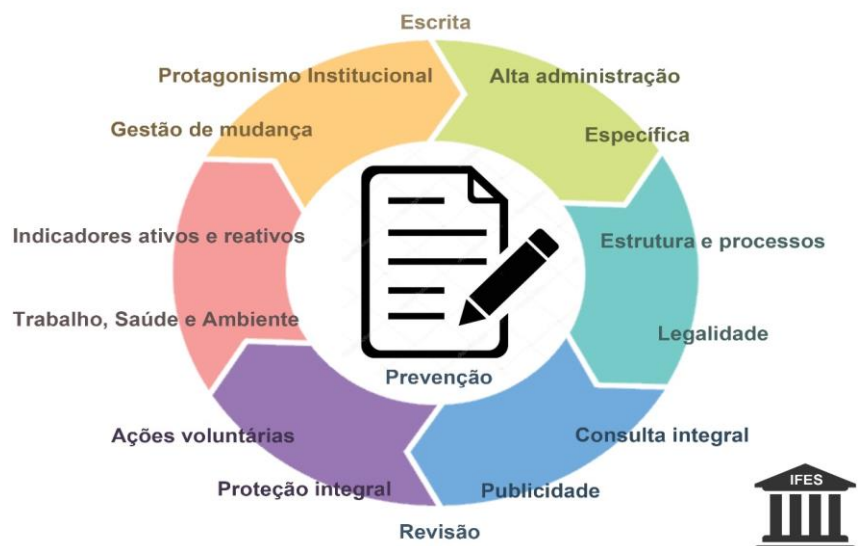 Escrita
Protagonismo Institucional
Alta administração
Gestão de mudança
Específica
Indicadores ativos e reativos
Estrutura e processos
Trabalho, Saúde e Ambiente
Legalidade
Prevenção
Ações voluntárias
Consulta integral
Proteção integral
Publicidade
Revisão
IFES